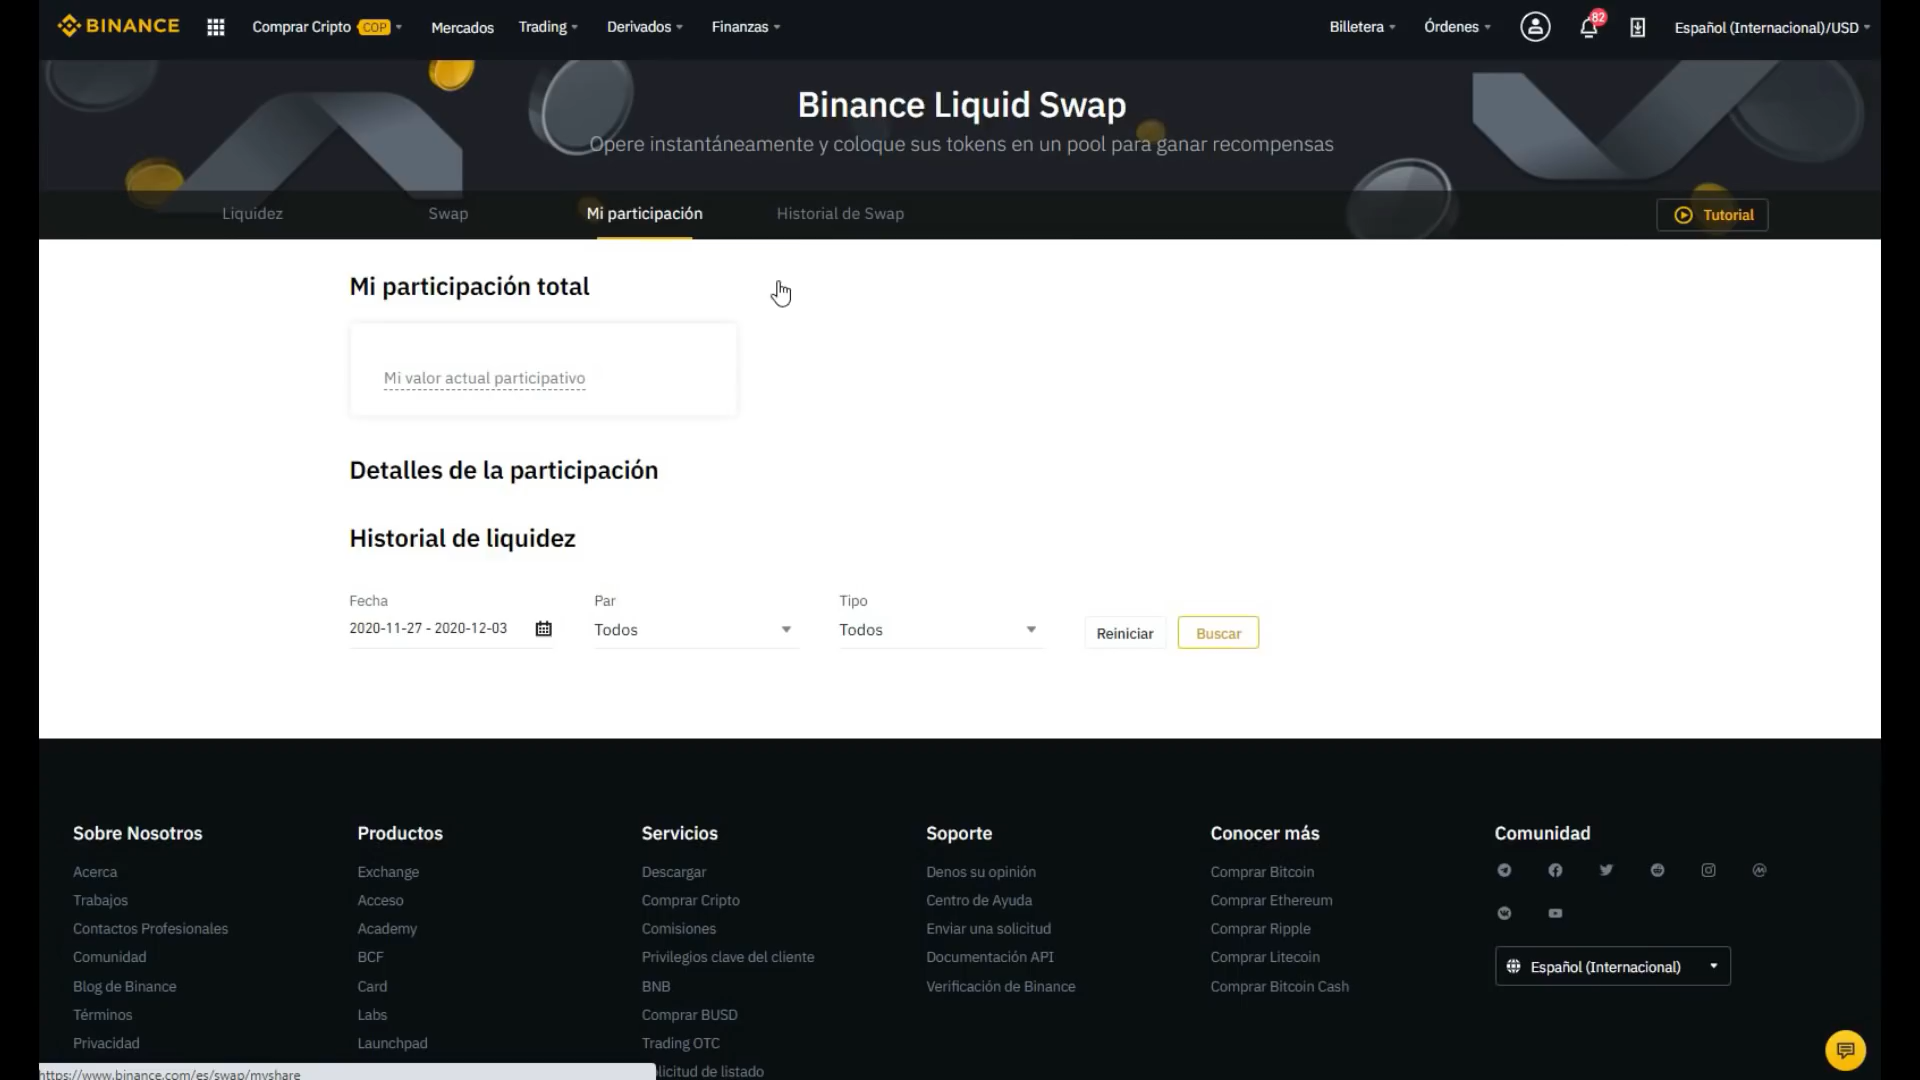 BINANCE Comprar Cripto COP Mercados Trading Derivados Finanzas Billetera Órdenes 82 Español (Internacional)/USD
Binance Liquid Swap
Opere instantáneamente y coloque sus tokens en un pool para ganar recompensas
Liquidez Swap Mi participación Historial de Swap Tutorial
Mi participación total
Mi valor actual participativo
Detalles de la participación
Historial de liquidez
Fecha Par Tipo
2020-11-27 - 2020-12-03 Todos Todos Reiniciar Buscar
Sobre Nosotros Productos Servicios Soporte Conocer más Comunidad
Acerca Exchange Descargar Denos su opinión Comprar Bitcoin
Trabajos Acceso Comprar Cripto Centro de Ayuda Comprar Ethereum
Contactos Profesionales Academy Comisiones Enviar una solicitud Comprar Ripple
Comunidad BCF Privilegios clave del cliente Documentación API Comprar Litecoin Español (Internacional)
Blog de Binance Card BNB Verificación de Binance Comprar Bitcoin Cash
Términos Labs Comprar BUSD
Privacidad Launchpad Trading OTC
https://www.binance.com/es/swap/myshare licitud de listado